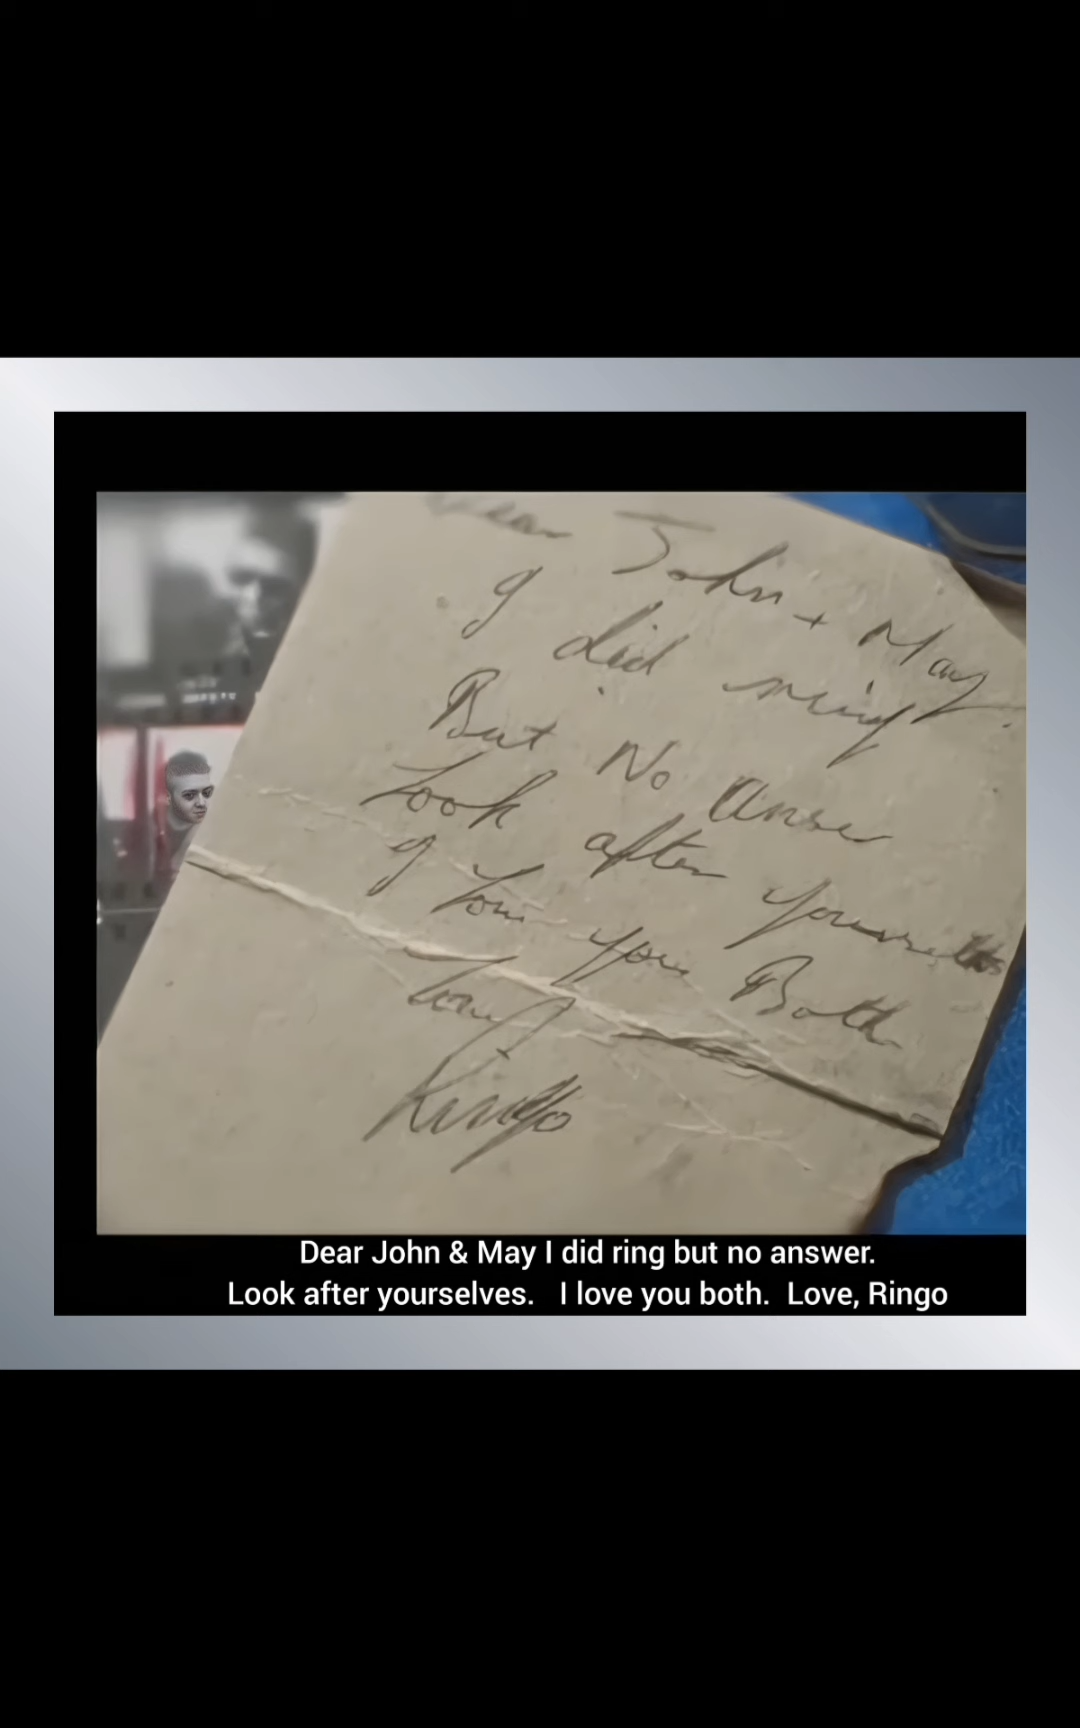 Dear John + May
I did ring
But No Anser
Look after yourselves
I love you Both
Love
Ringo
Dear John & May I did ring but no answer.
Look after yourselves. I love you both. Love, Ringo